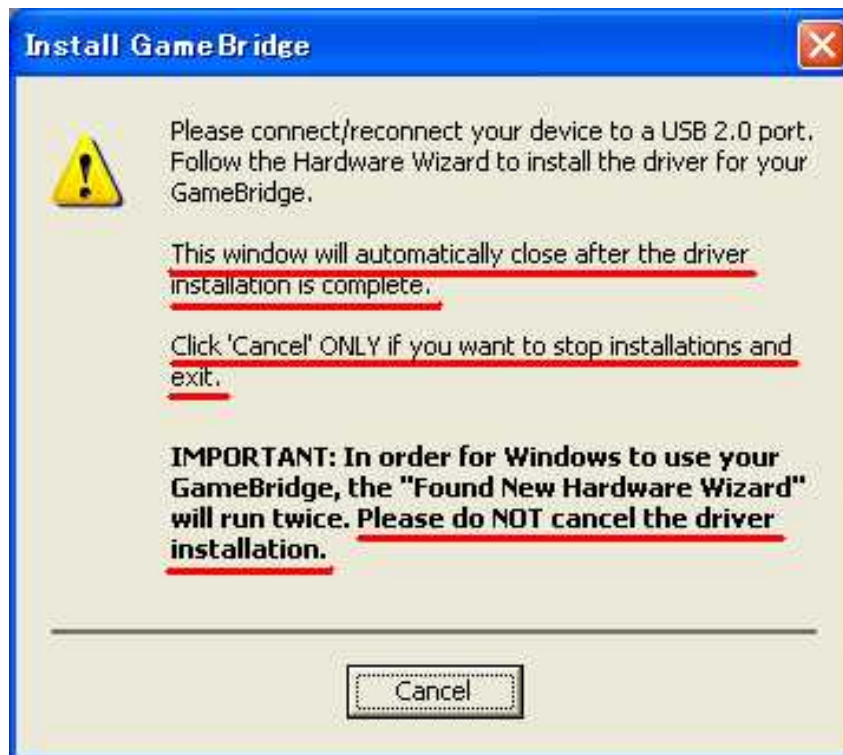 Install GameBridge
Please connect/reconnect your device to a USB 2.0 port.
Follow the Hardware Wizard to install the driver for your
GameBridge.
This window will automatically close after the driver
installation is complete.
Click 'Cancel' ONLY if you want to stop installations and
exit.
IMPORTANT: In order for Windows to use your
GameBridge, the "Found New Hardware Wizard"
will run twice. Please do NOT cancel the driver
installation.
Cancel